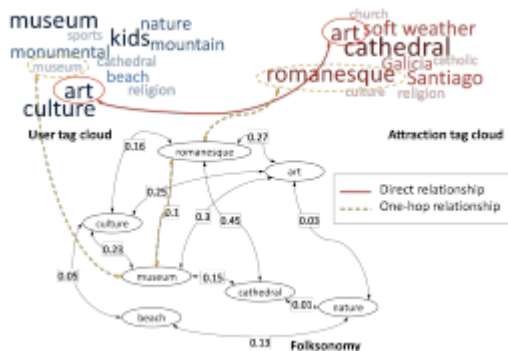 museum nature
sports kids
monumental mountain
museum cathedral
beach
art religion
culture
User tag cloud
church
art soft weather
cathedral
Galicia catholic
romanesque Santiago
culture religion
Attraction tag cloud
Direct relationship
One-hop relationship
romanesque
art
culture
museum
cathedral
beach
nature
0.16
0.27
0.25
0.1
0.3
0.45
0.03
0.23
0.15
0.05
0.01
0.13
Folksonomy